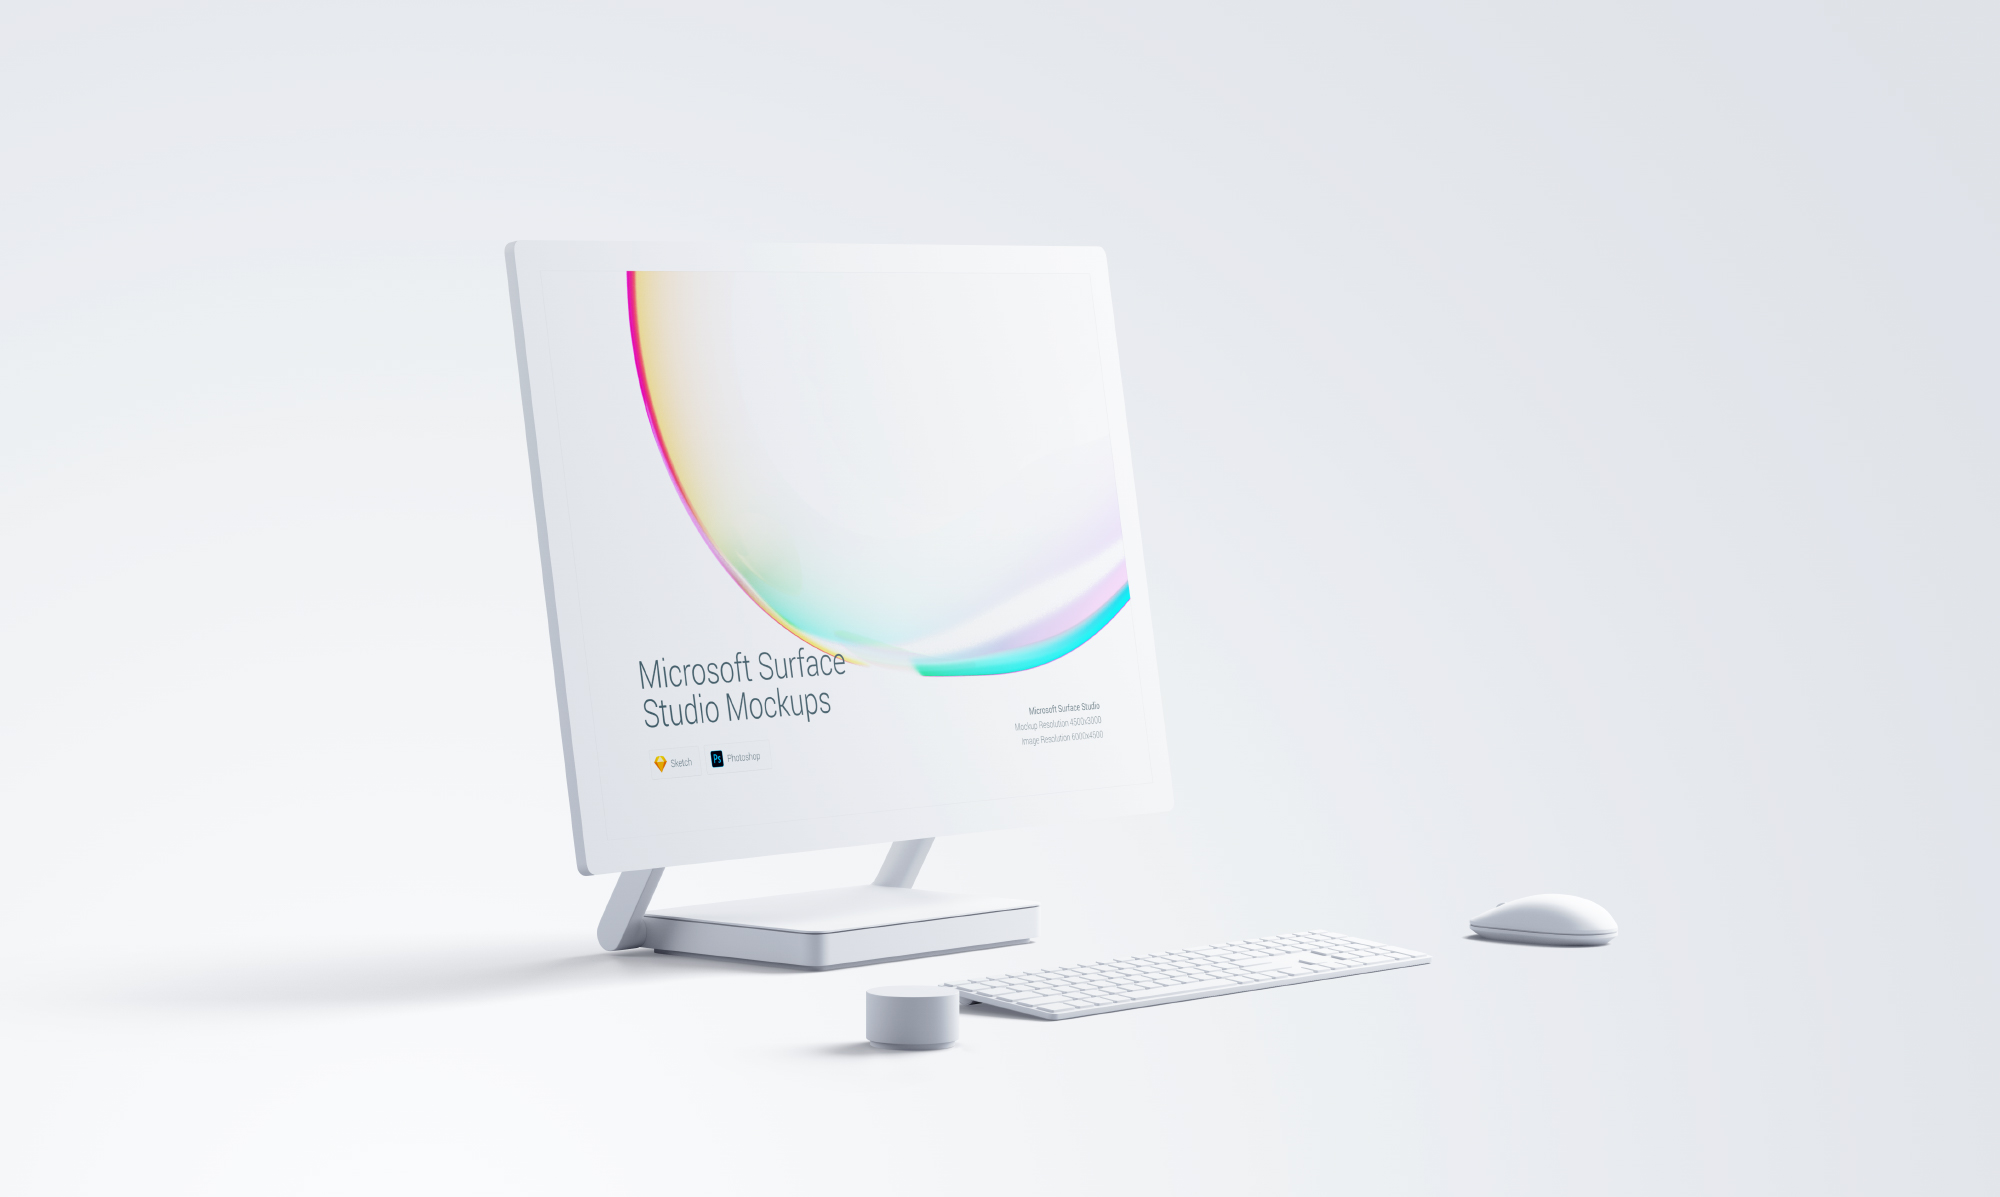 Microsoft Surface
Studio Mockups
Sketch
Ps
Photoshop
Microsoft Surface Studio
Mockup Resolution 4500x3000
Image Resolution 6000x4500